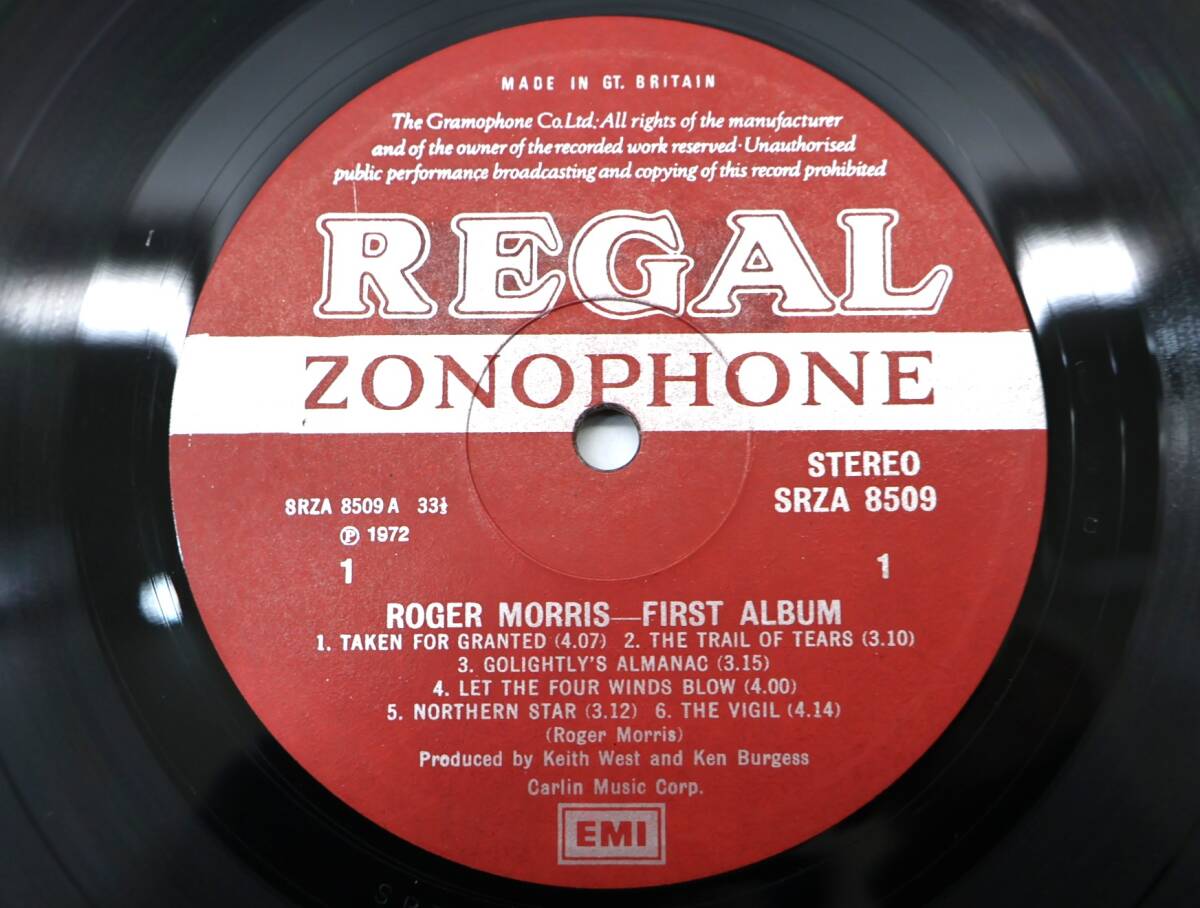 MADE IN GT. BRITAIN
The Gramophone Co.Ltd.·All rights of the manufacturer
and of the owner of the recorded work reserved·Unauthorised
public performance broadcasting and copying of this record prohibited
REGAL
ZONOPHONE
STEREO
SRZA 8509
SRZA 8509 A 33⅓
Ⓟ 1972
1 1
ROGER MORRIS—FIRST ALBUM
1. TAKEN FOR GRANTED (4.07) 2. THE TRAIL OF TEARS (3.10)
3. GOLIGHTLY'S ALMANAC (3.15)
4. LET THE FOUR WINDS BLOW (4.00)
5. NORTHERN STAR (3.12) 6. THE VIGIL (4.14)
(Roger Morris)
Produced by Keith West and Ken Burgess
Carlin Music Corp.
EMI